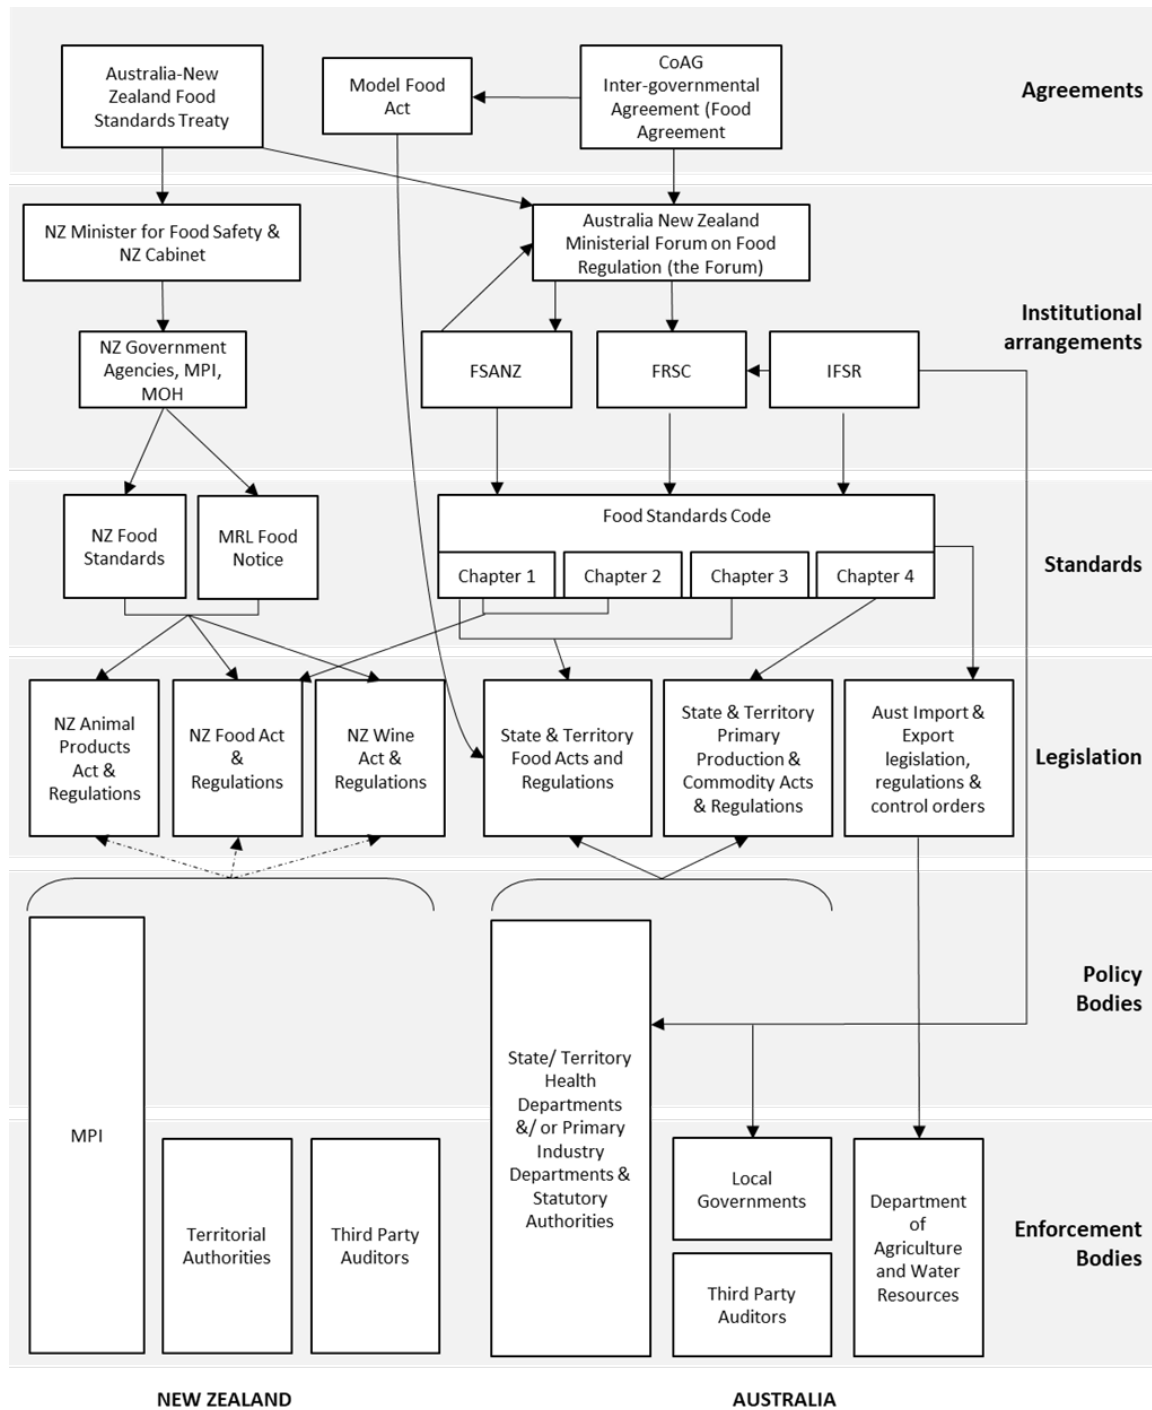 Australia-New
Zealand Food
Standards Treaty
Model Food
Act
CoAG
Inter-governmental
Agreement (Food
Agreement
Agreements
NZ Minister for Food Safety &
NZ Cabinet
Australia New Zealand
Ministerial Forum on Food
Regulation (the Forum)
NZ Government
Agencies, MPI,
MOH
FSANZ
FRSC
IFSR
Institutional
arrangements
NZ Food
Standards
MRL Food
Notice
Food Standards Code
Chapter 1
Chapter 2
Chapter 3
Chapter 4
Standards
NZ Animal
Products
Act &
Regulations
NZ Food Act
&
Regulations
NZ Wine
Act &
Regulations
State & Territory
Food Acts and
Regulations
State & Territory
Primary
Production &
Commodity Acts
& Regulations
Aust Import &
Export
legislation,
regulations &
control orders
Legislation
Policy
Bodies
MPI
Territorial
Authorities
Third Party
Auditors
State/ Territory
Health
Departments
&/ or Primary
Industry
Departments &
Statutory
Authorities
Local
Governments
Third Party
Auditors
Department
of
Agriculture
and Water
Resources
Enforcement
Bodies
NEW ZEALAND
AUSTRALIA